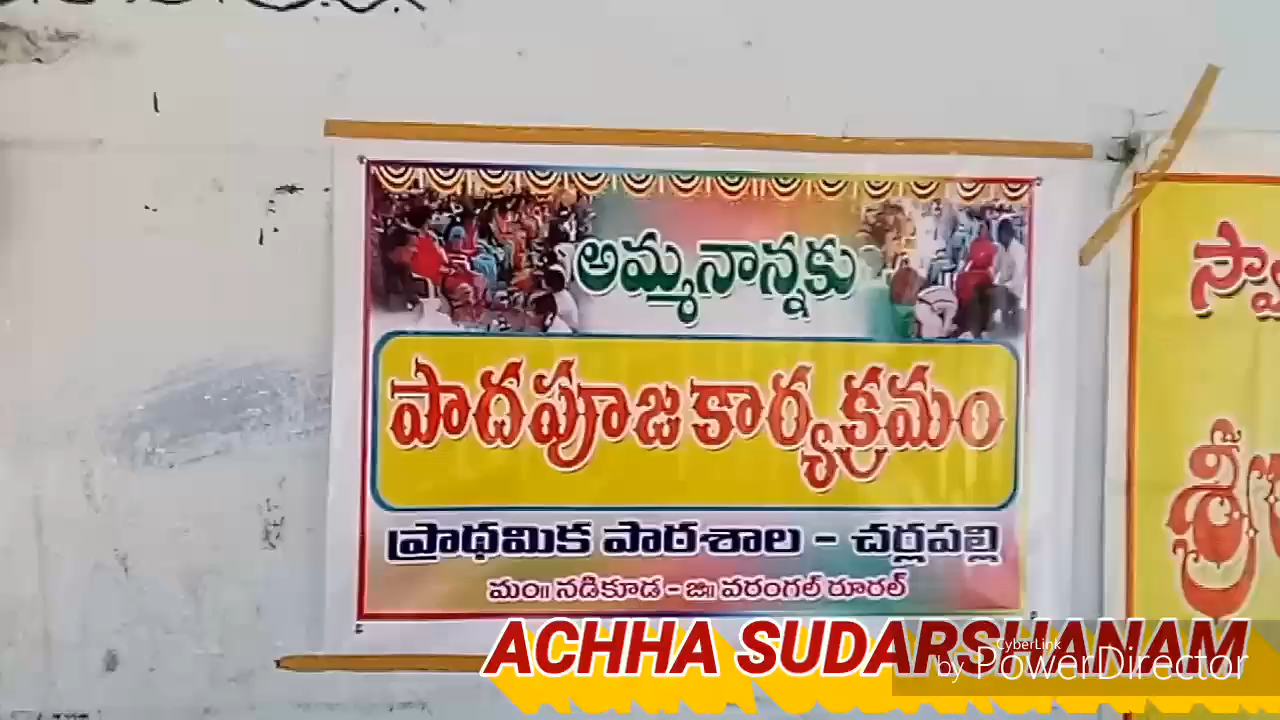 అమ్మనాన్నకు
పాదపూజ కార్యక్రమం
ప్రాథమిక పాఠశాల - చర్లపల్లి
మం॥ నడికూడ - జి॥ వరంగల్ రూరల్
స్వా
శ్రీ
ACHHA SUDARSHANAM
CyberLink
by PowerDirector